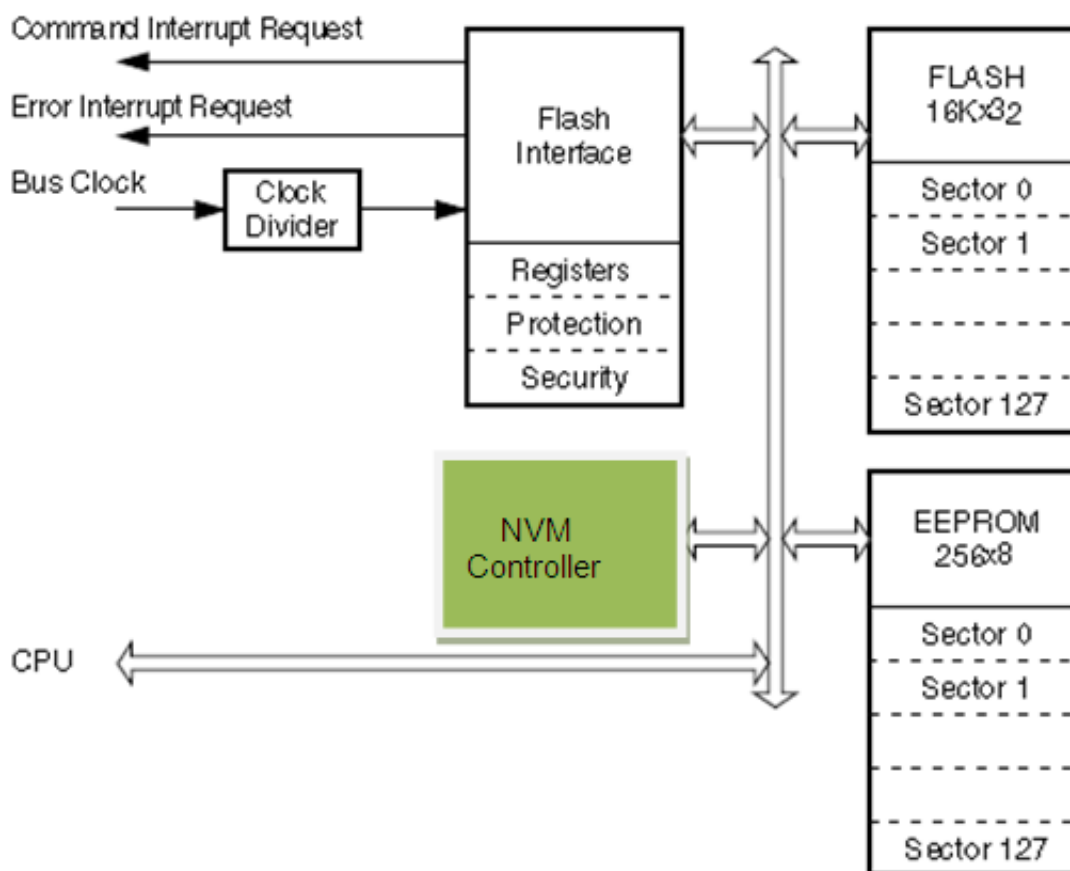 Command Interrupt Request
Error Interrupt Request
Bus Clock
Clock
Divider
Flash
Interface
Registers
Protection
Security
FLASH
16Kx32
Sector 0
Sector 1
Sector 127
NVM
Controller
CPU
EEPROM
256x8
Sector 0
Sector 1
Sector 127